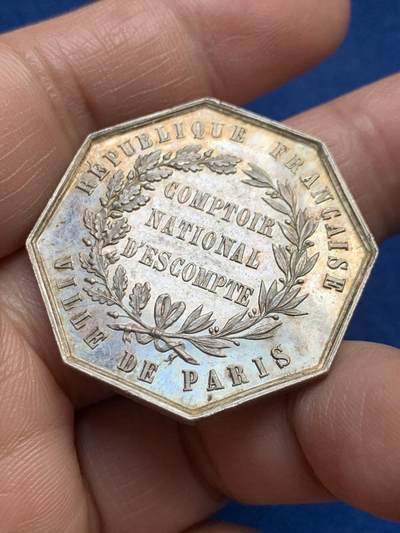 RÉPUBLIQUE FRANÇAISE
COMPTOIR
NATIONAL
D'ESCOMPTE
VILLE DE PARIS